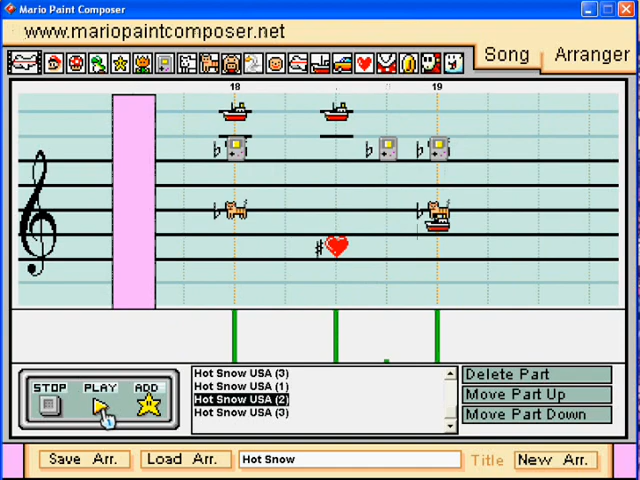 Mario Paint Composer
www.mariopaintcomposer.net
Song
Arranger
18
19
STOP
PLAY
ADD
Hot Snow USA (3)
Hot Snow USA (1)
Hot Snow USA (2)
Hot Snow USA (3)
Delete Part
Move Part Up
Move Part Down
Save Arr.
Load Arr.
Hot Snow
Title
New Arr.